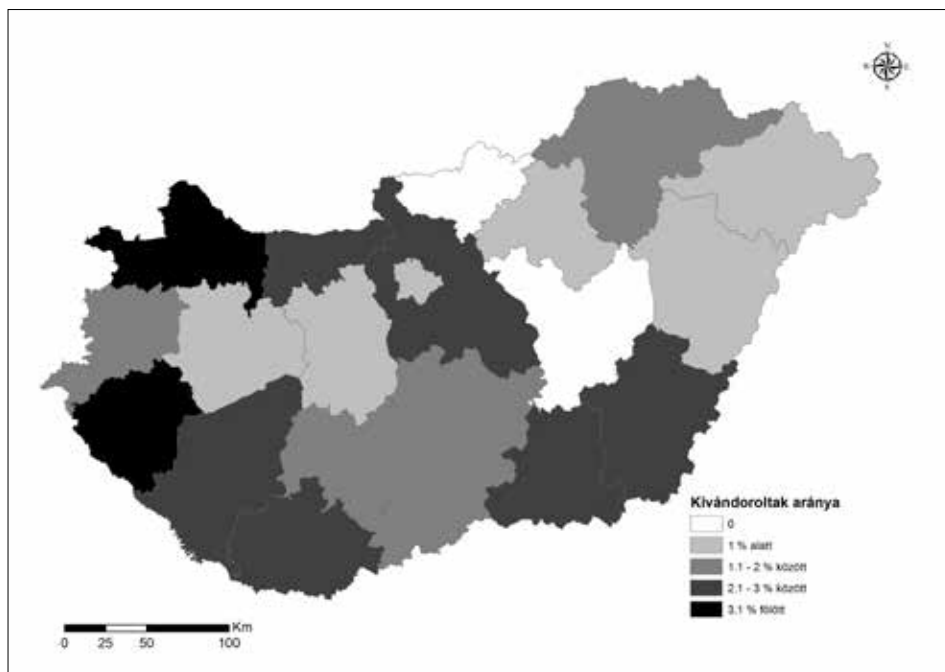 Kivándoroltak aránya
0
1 % alatt
1.1 - 2 % között
2.1 - 3 % között
3.1 % fölött
Km
0 25 50 100